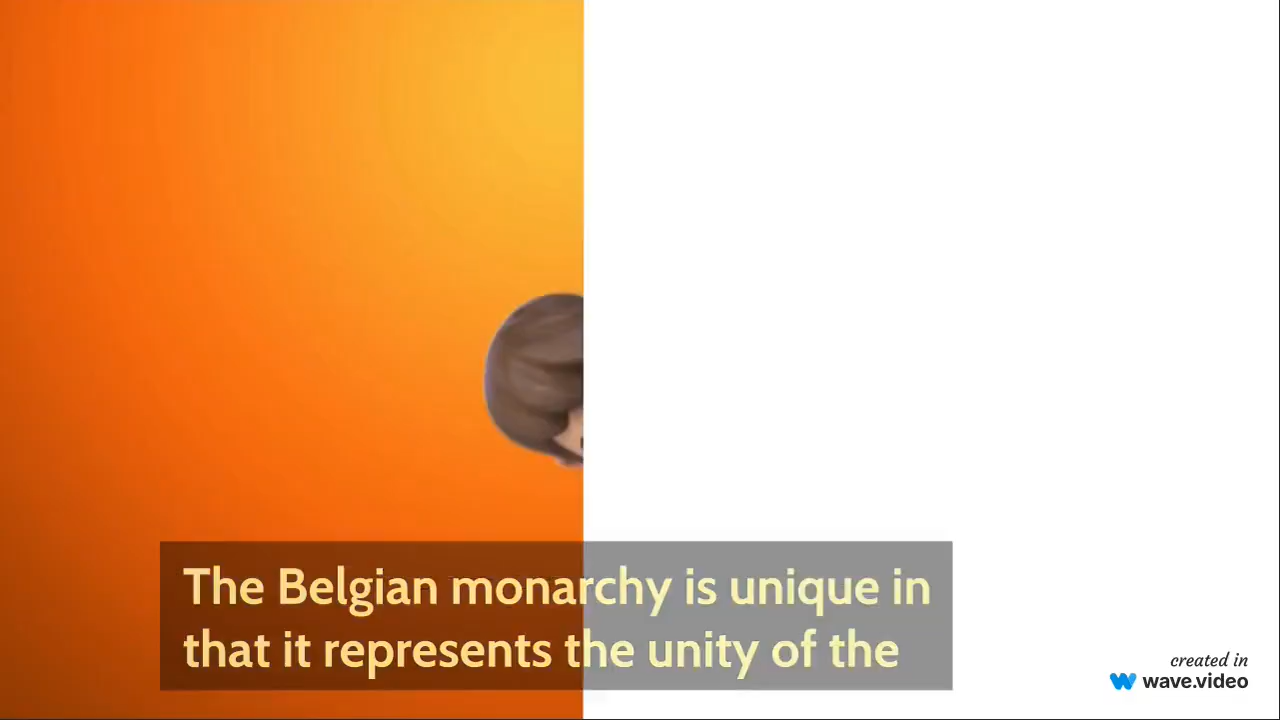 The Belgian monarchy is unique in
that it represents the unity of the
created in
wave.video